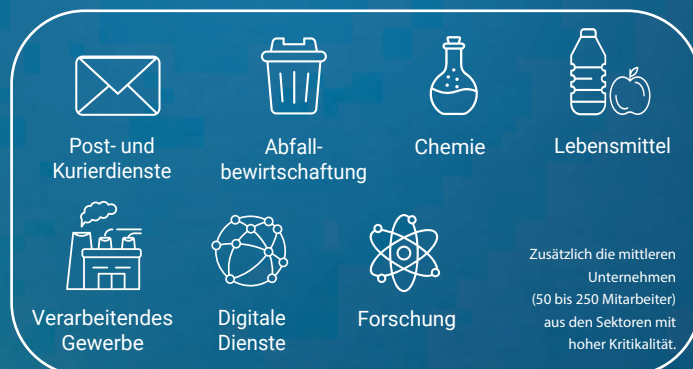 Post- und
Kurierdienste
Abfall-
bewirtschaftung
Chemie
Lebensmittel
Verarbeitendes
Gewerbe
Digitale
Dienste
Forschung
Zusätzlich die mittleren
Unternehmen
(50 bis 250 Mitarbeiter)
aus den Sektoren mit
hoher Kritikalität.